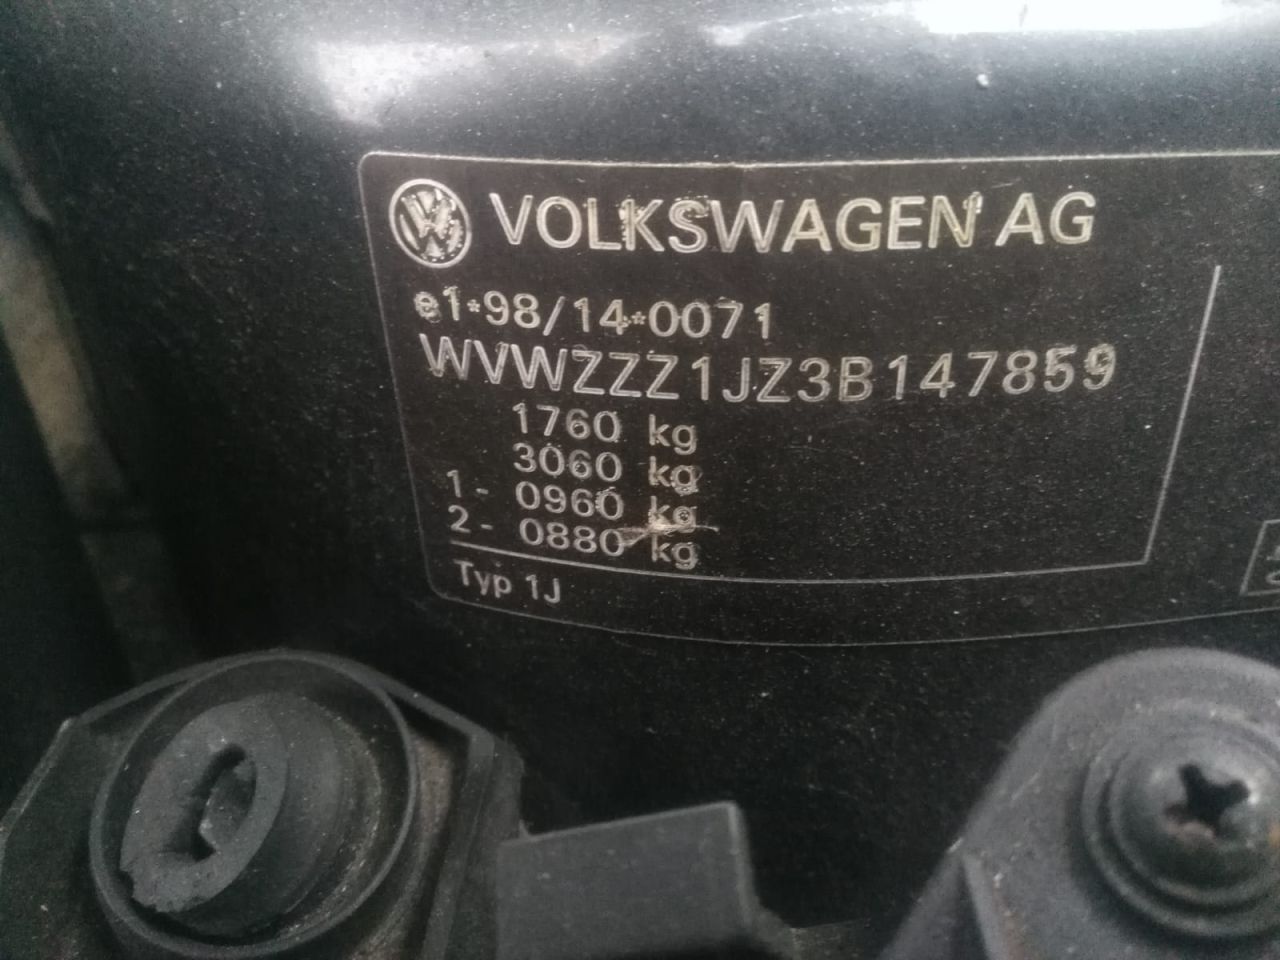 VOLKSWAGEN AG
e1*98/14*0071
WVWZZZ1JZ3B147859
1760 kg
3060 kg
1- 0960 kg
2- 0880 kg
Typ 1J